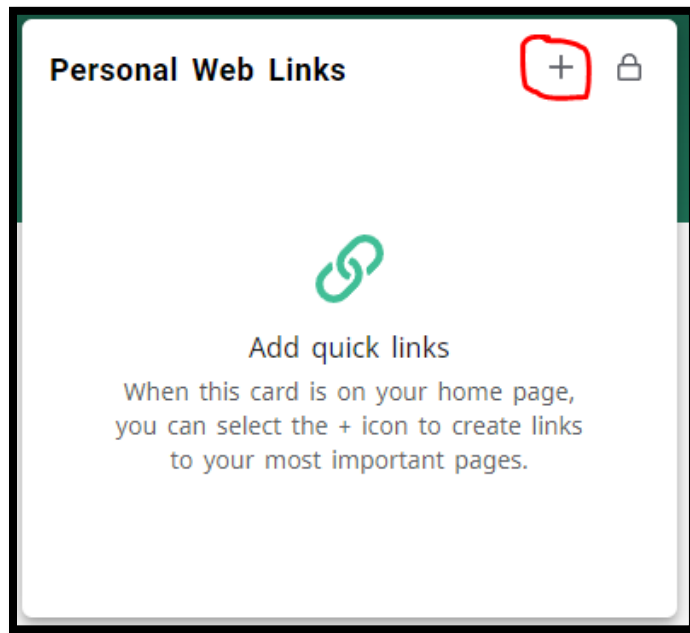 Personal Web Links
Add quick links
When this card is on your home page,
you can select the + icon to create links
to your most important pages.